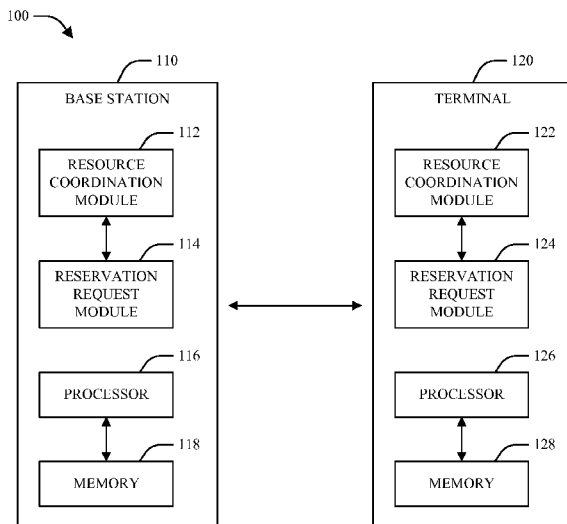 100
110
BASE STATION
112
RESOURCE
COORDINATION
MODULE
114
RESERVATION
REQUEST
MODULE
116
PROCESSOR
118
MEMORY
120
TERMINAL
122
RESOURCE
COORDINATION
MODULE
124
RESERVATION
REQUEST
MODULE
126
PROCESSOR
128
MEMORY